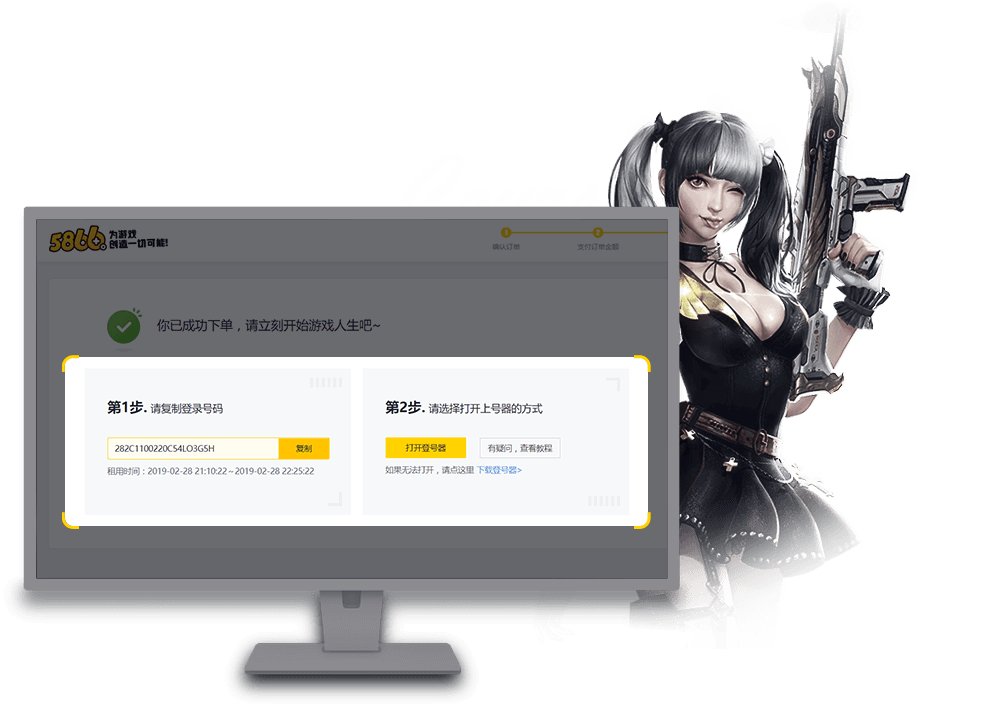 5866
为游戏
创造一切可能!
1
2
确认订单
支付订单金额
你已成功下单，请立刻开始游戏人生吧~
第1步. 请复制登录号码
第2步. 请选择打开上号器的方式
282C1100220C54LO3G5H
复制
打开登号器
有疑问，查看教程
租用时间：2019-02-28 21:10:22～2019-02-28 22:25:22
如果无法打开，请点这里 下载登号器>